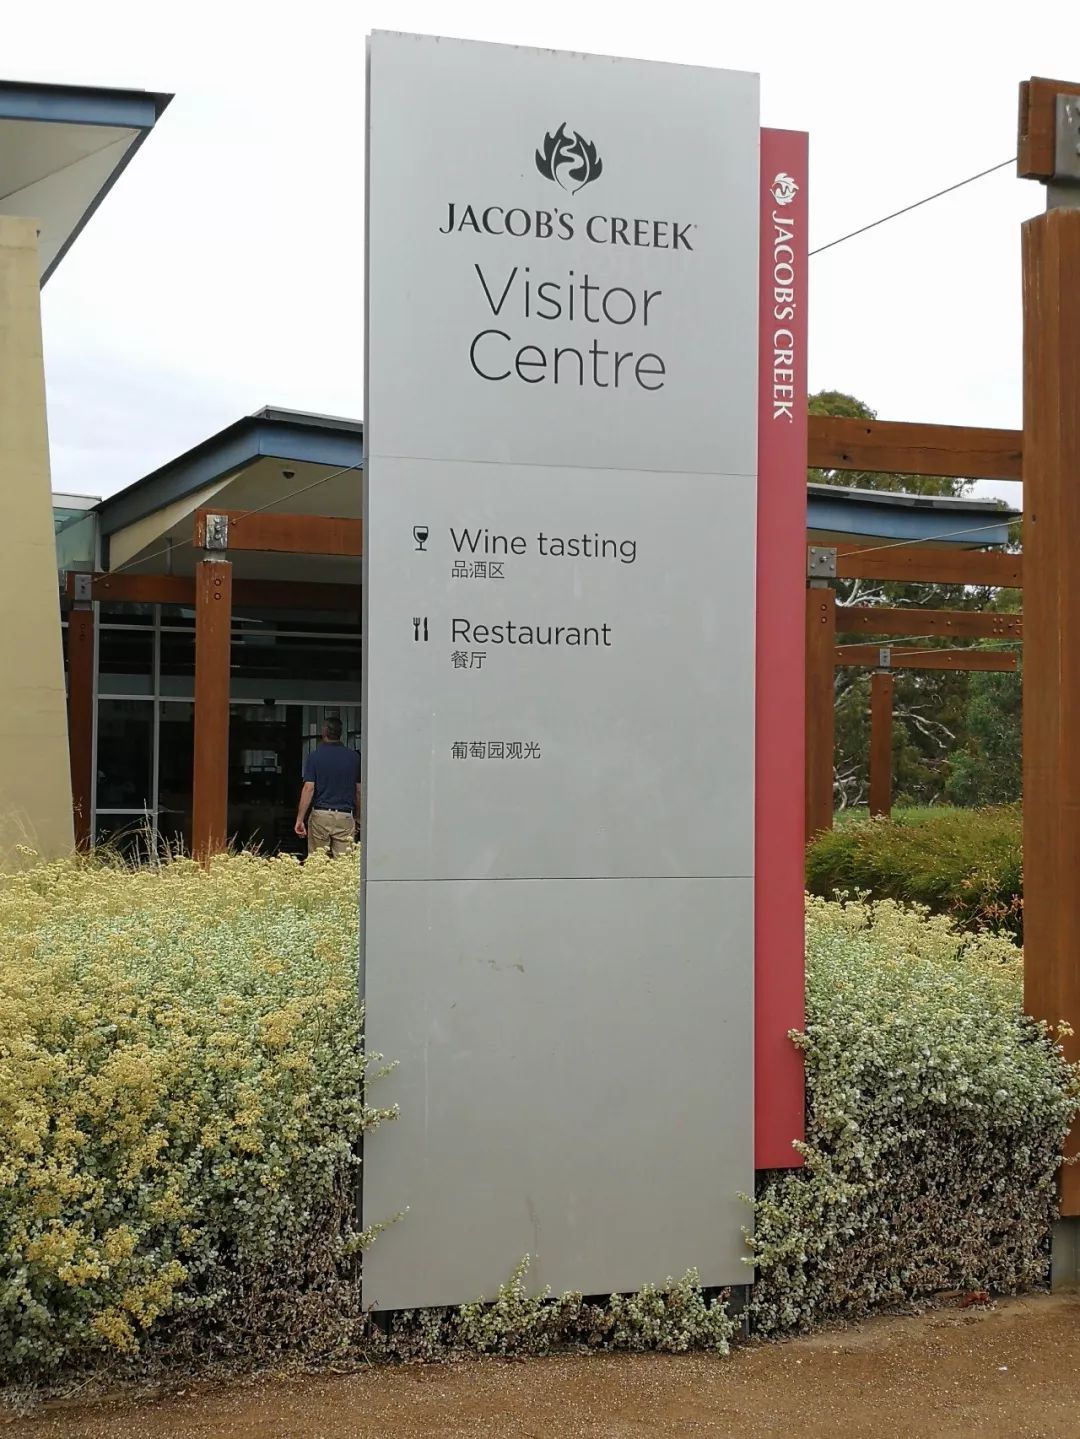 JACOB'S CREEK
Visitor
Centre
Wine tasting
品酒区
Restaurant
餐厅
葡萄园观光
JACOB'S CREEK